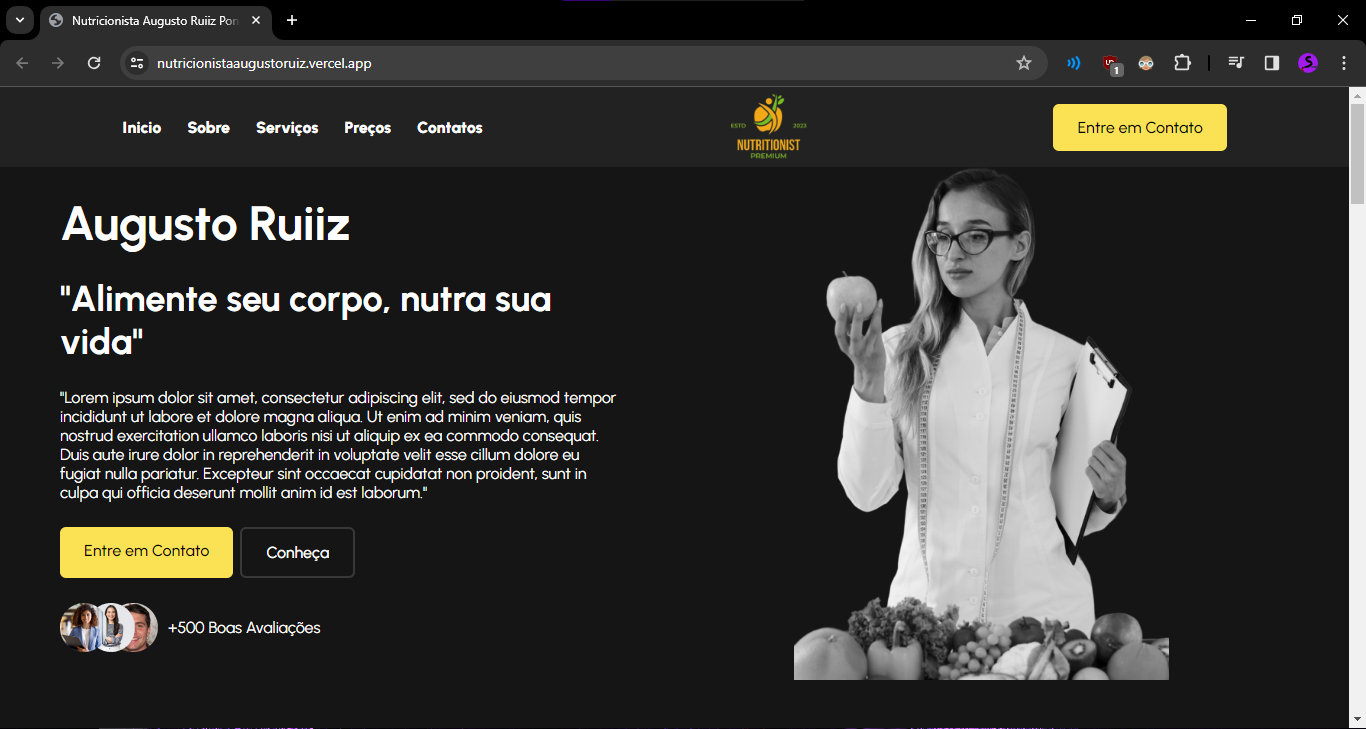 Nutricionista Augusto Ruiiz Por
nutricionistaaugustoruiz.vercel.app
1
Inicio Sobre Serviços Preços Contatos
ESTD 2023
NUTRITIONIST
PREMIUM
Entre em Contato
Augusto Ruiiz
"Alimente seu corpo, nutra sua
vida"
"Lorem ipsum dolor sit amet, consectetur adipiscing elit, sed do eiusmod tempor
incididunt ut labore et dolore magna aliqua. Ut enim ad minim veniam, quis
nostrud exercitation ullamco laboris nisi ut aliquip ex ea commodo consequat.
Duis aute irure dolor in reprehenderit in voluptate velit esse cillum dolore eu
fugiat nulla pariatur. Excepteur sint occaecat cupidatat non proident, sunt in
culpa qui officia deserunt mollit anim id est laborum."
Entre em Contato Conheça
+500 Boas Avaliações